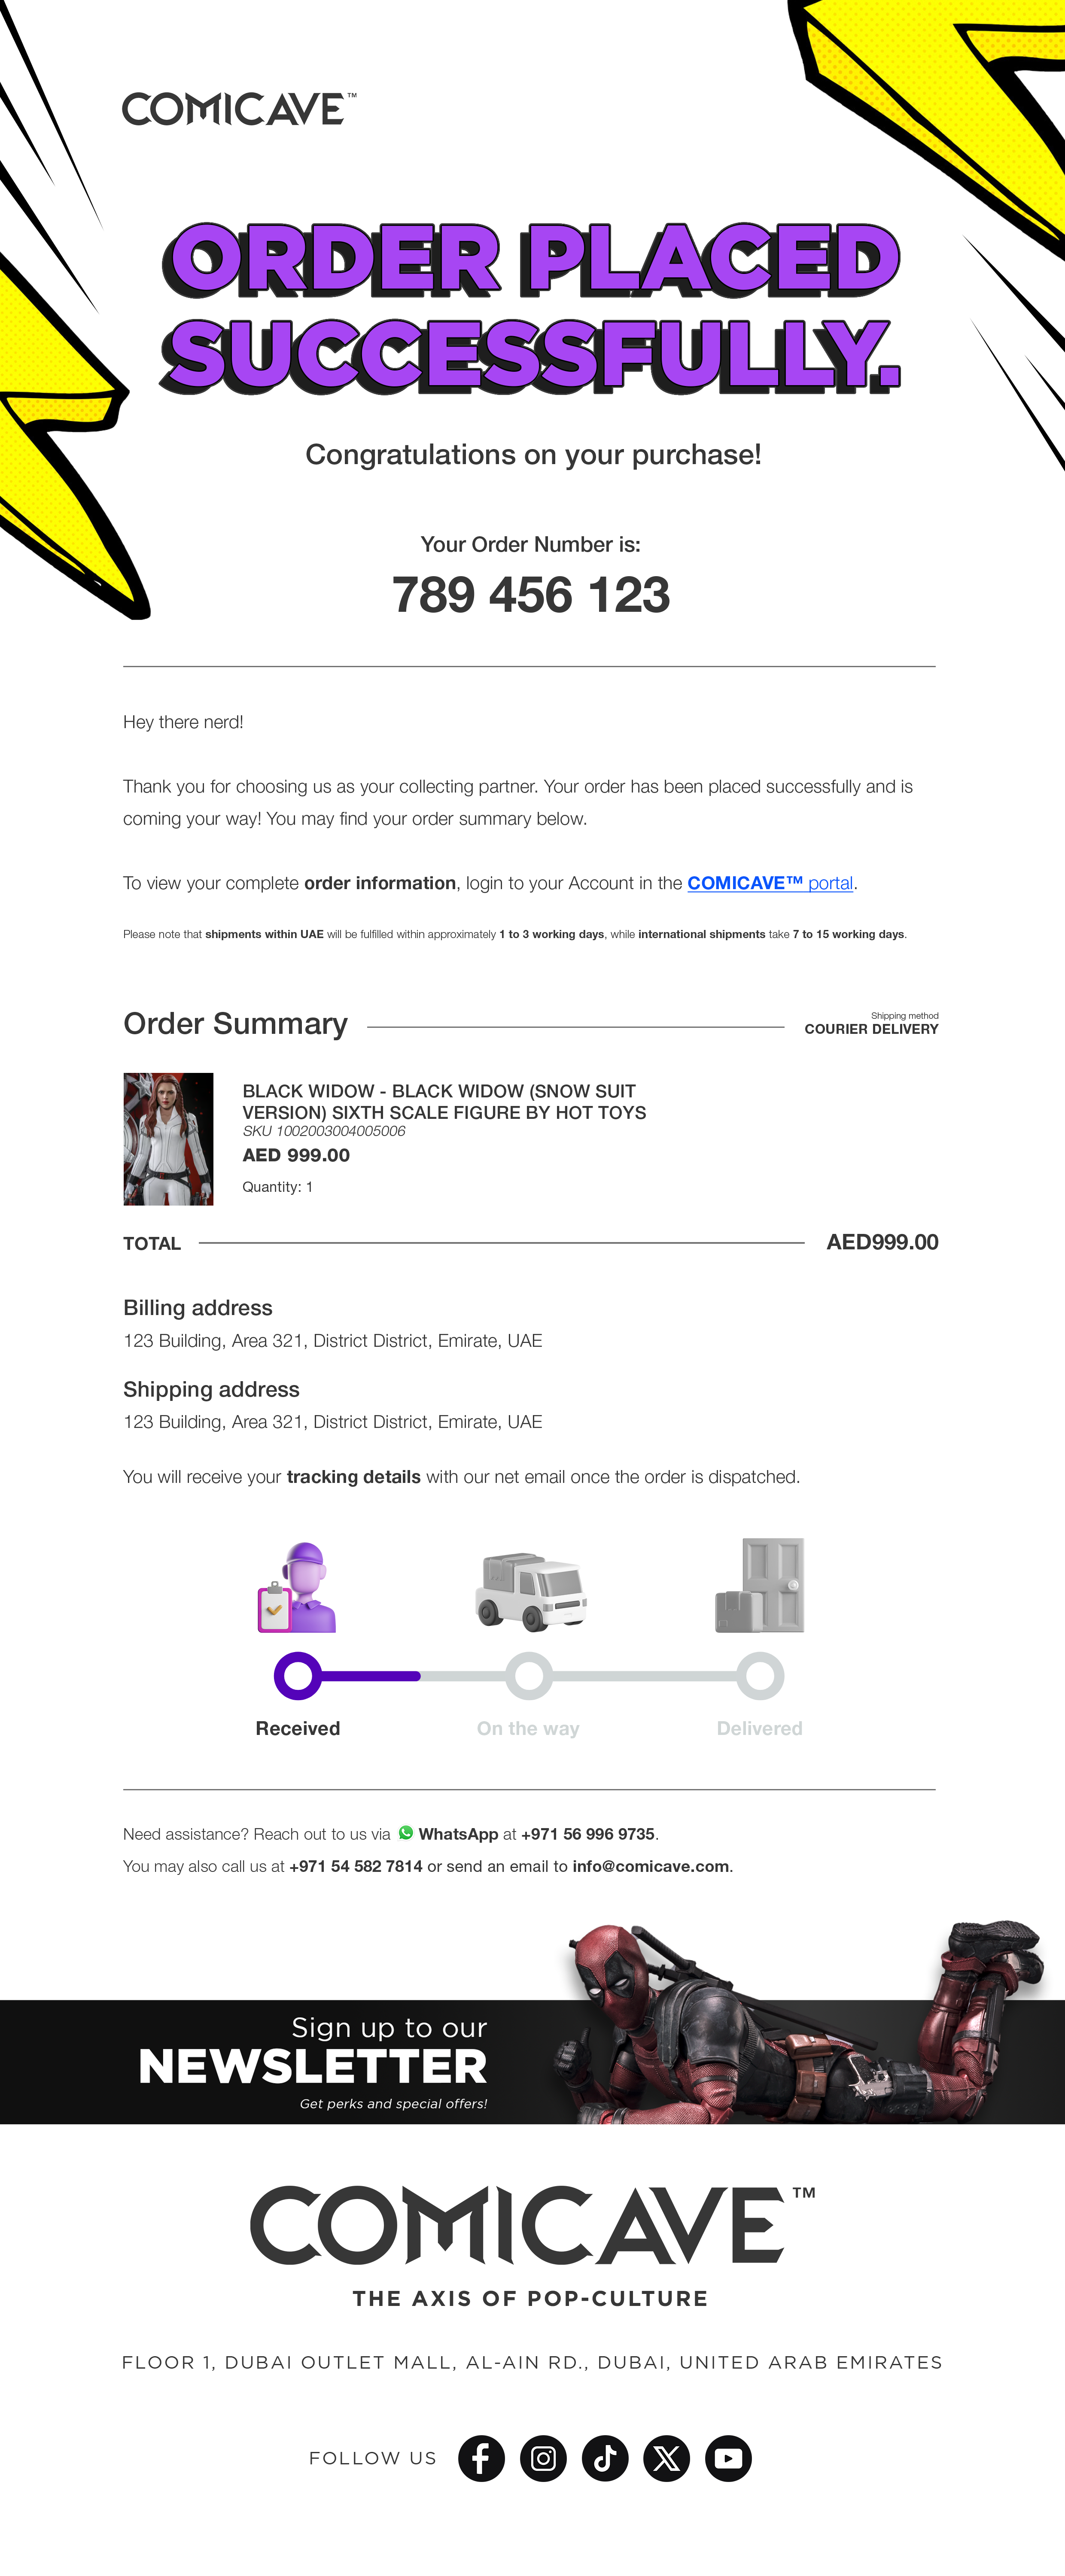 COMICAVE™
ORDER PLACED
SUCCESSFULLY.
Congratulations on your purchase!
Your Order Number is:
789 456 123
Hey there nerd!
Thank you for choosing us as your collecting partner. Your order has been placed successfully and is
coming your way! You may find your order summary below.
To view your complete order information, login to your Account in the COMICAVE™ portal.
Please note that shipments within UAE will be fulfilled within approximately 1 to 3 working days, while international shipments take 7 to 15 working days.
Order Summary
Shipping method
COURIER DELIVERY
BLACK WIDOW - BLACK WIDOW (SNOW SUIT
VERSION) SIXTH SCALE FIGURE BY HOT TOYS
SKU 1002003004005006
AED 999.00
Quantity: 1
TOTAL AED999.00
Billing address
123 Building, Area 321, District District, Emirate, UAE
Shipping address
123 Building, Area 321, District District, Emirate, UAE
You will receive your tracking details with our net email once the order is dispatched.
Received On the way Delivered
Need assistance? Reach out to us via WhatsApp at +971 56 996 9735.
You may also call us at +971 54 582 7814 or send an email to info@comicave.com.
Sign up to our
NEWSLETTER
Get perks and special offers!
COMICAVE™
THE AXIS OF POP-CULTURE
FLOOR 1, DUBAI OUTLET MALL, AL-AIN RD., DUBAI, UNITED ARAB EMIRATES
FOLLOW US